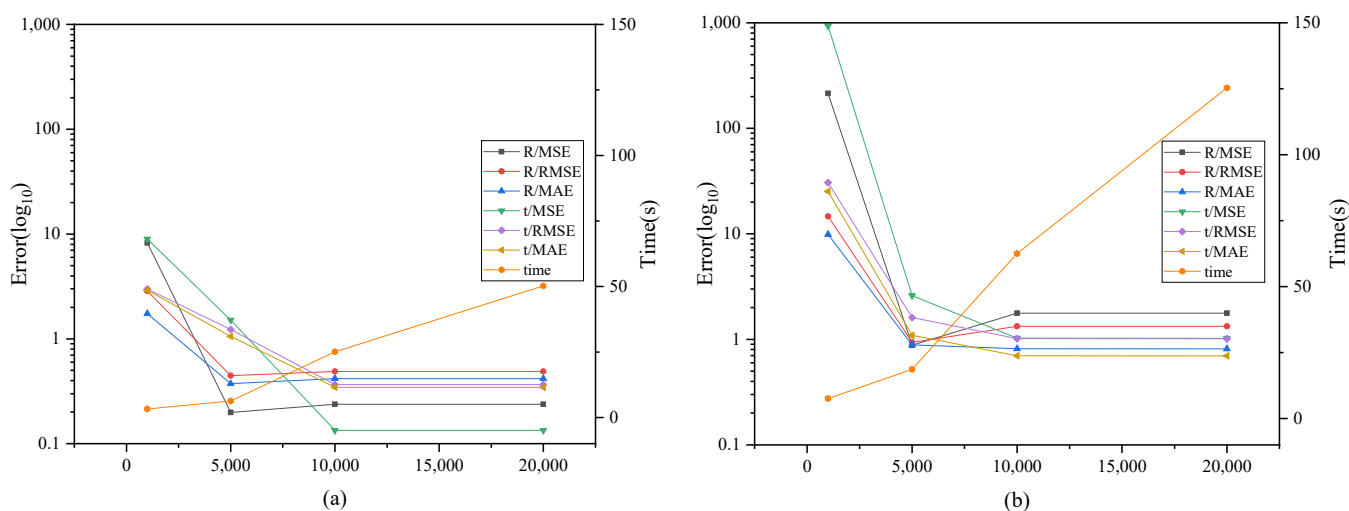 1,000
100
10
1
0.1
Error(log10)
150
100
50
0
Time(s)
R/MSE
R/RMSE
R/MAE
t/MSE
t/RMSE
t/MAE
time
0 5,000 10,000 15,000 20,000
(a)
1,000
100
10
1
0.1
Error(log10)
150
100
50
0
Time(s)
R/MSE
R/RMSE
R/MAE
t/MSE
t/RMSE
t/MAE
time
0 5,000 10,000 15,000 20,000
(b)